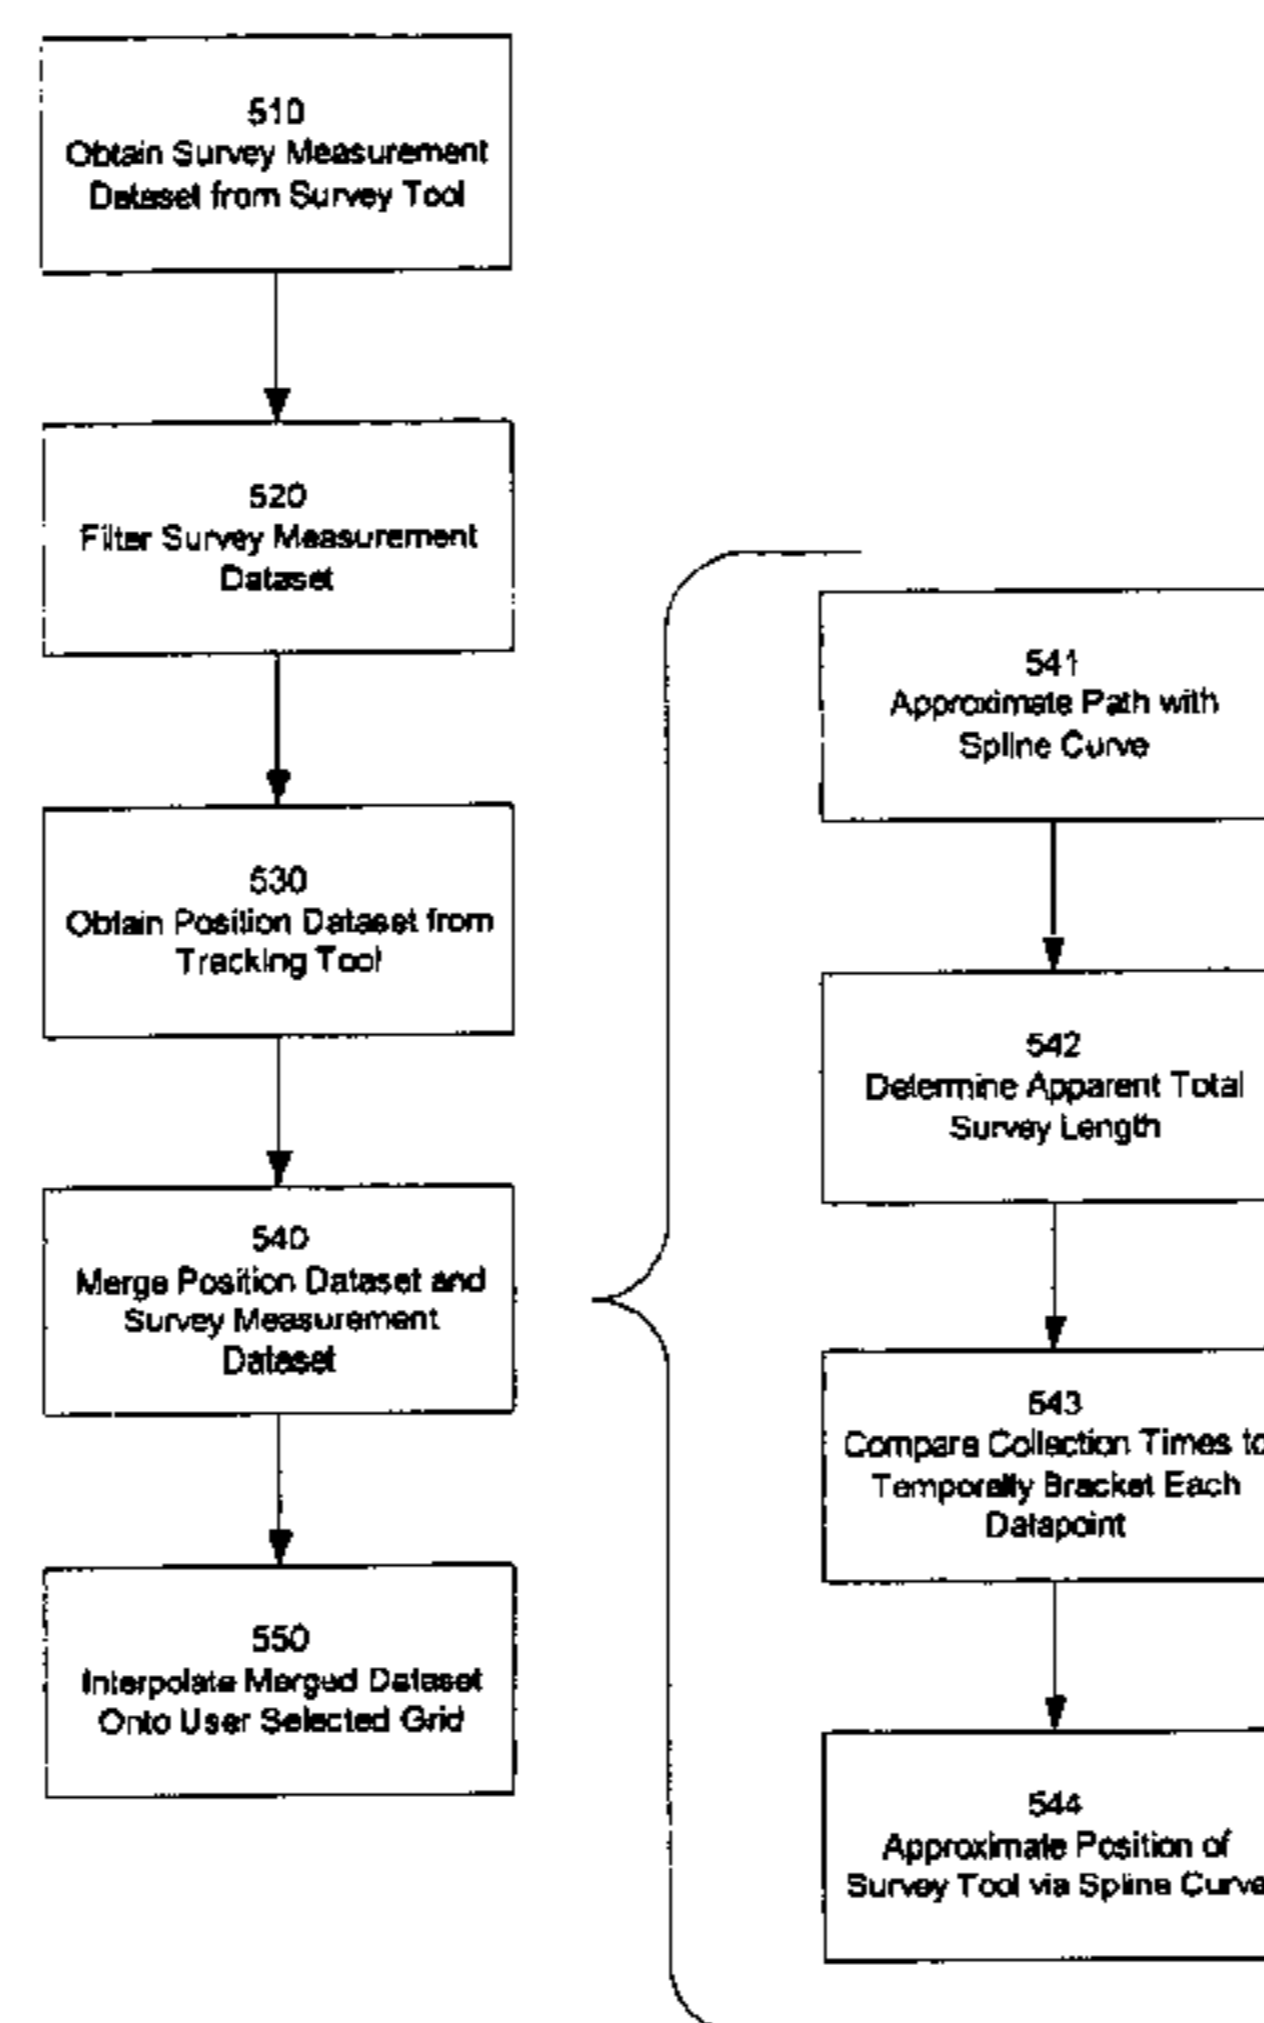 510
Obtain Survey Measurement
Dataset from Survey Tool
520
Filter Survey Measurement
Dataset
530
Obtain Position Dataset from
Tracking Tool
540
Merge Position Dataset and
Survey Measurement
Dataset
550
Interpolate Merged Dataset
Onto User Selected Grid
541
Approximate Path with
Spline Curve
542
Determine Apparent Total
Survey Length
543
Compare Collection Times to
Temporally Bracket Each
Datapoint
544
Approximate Position of
Survey Tool via Spline Curve